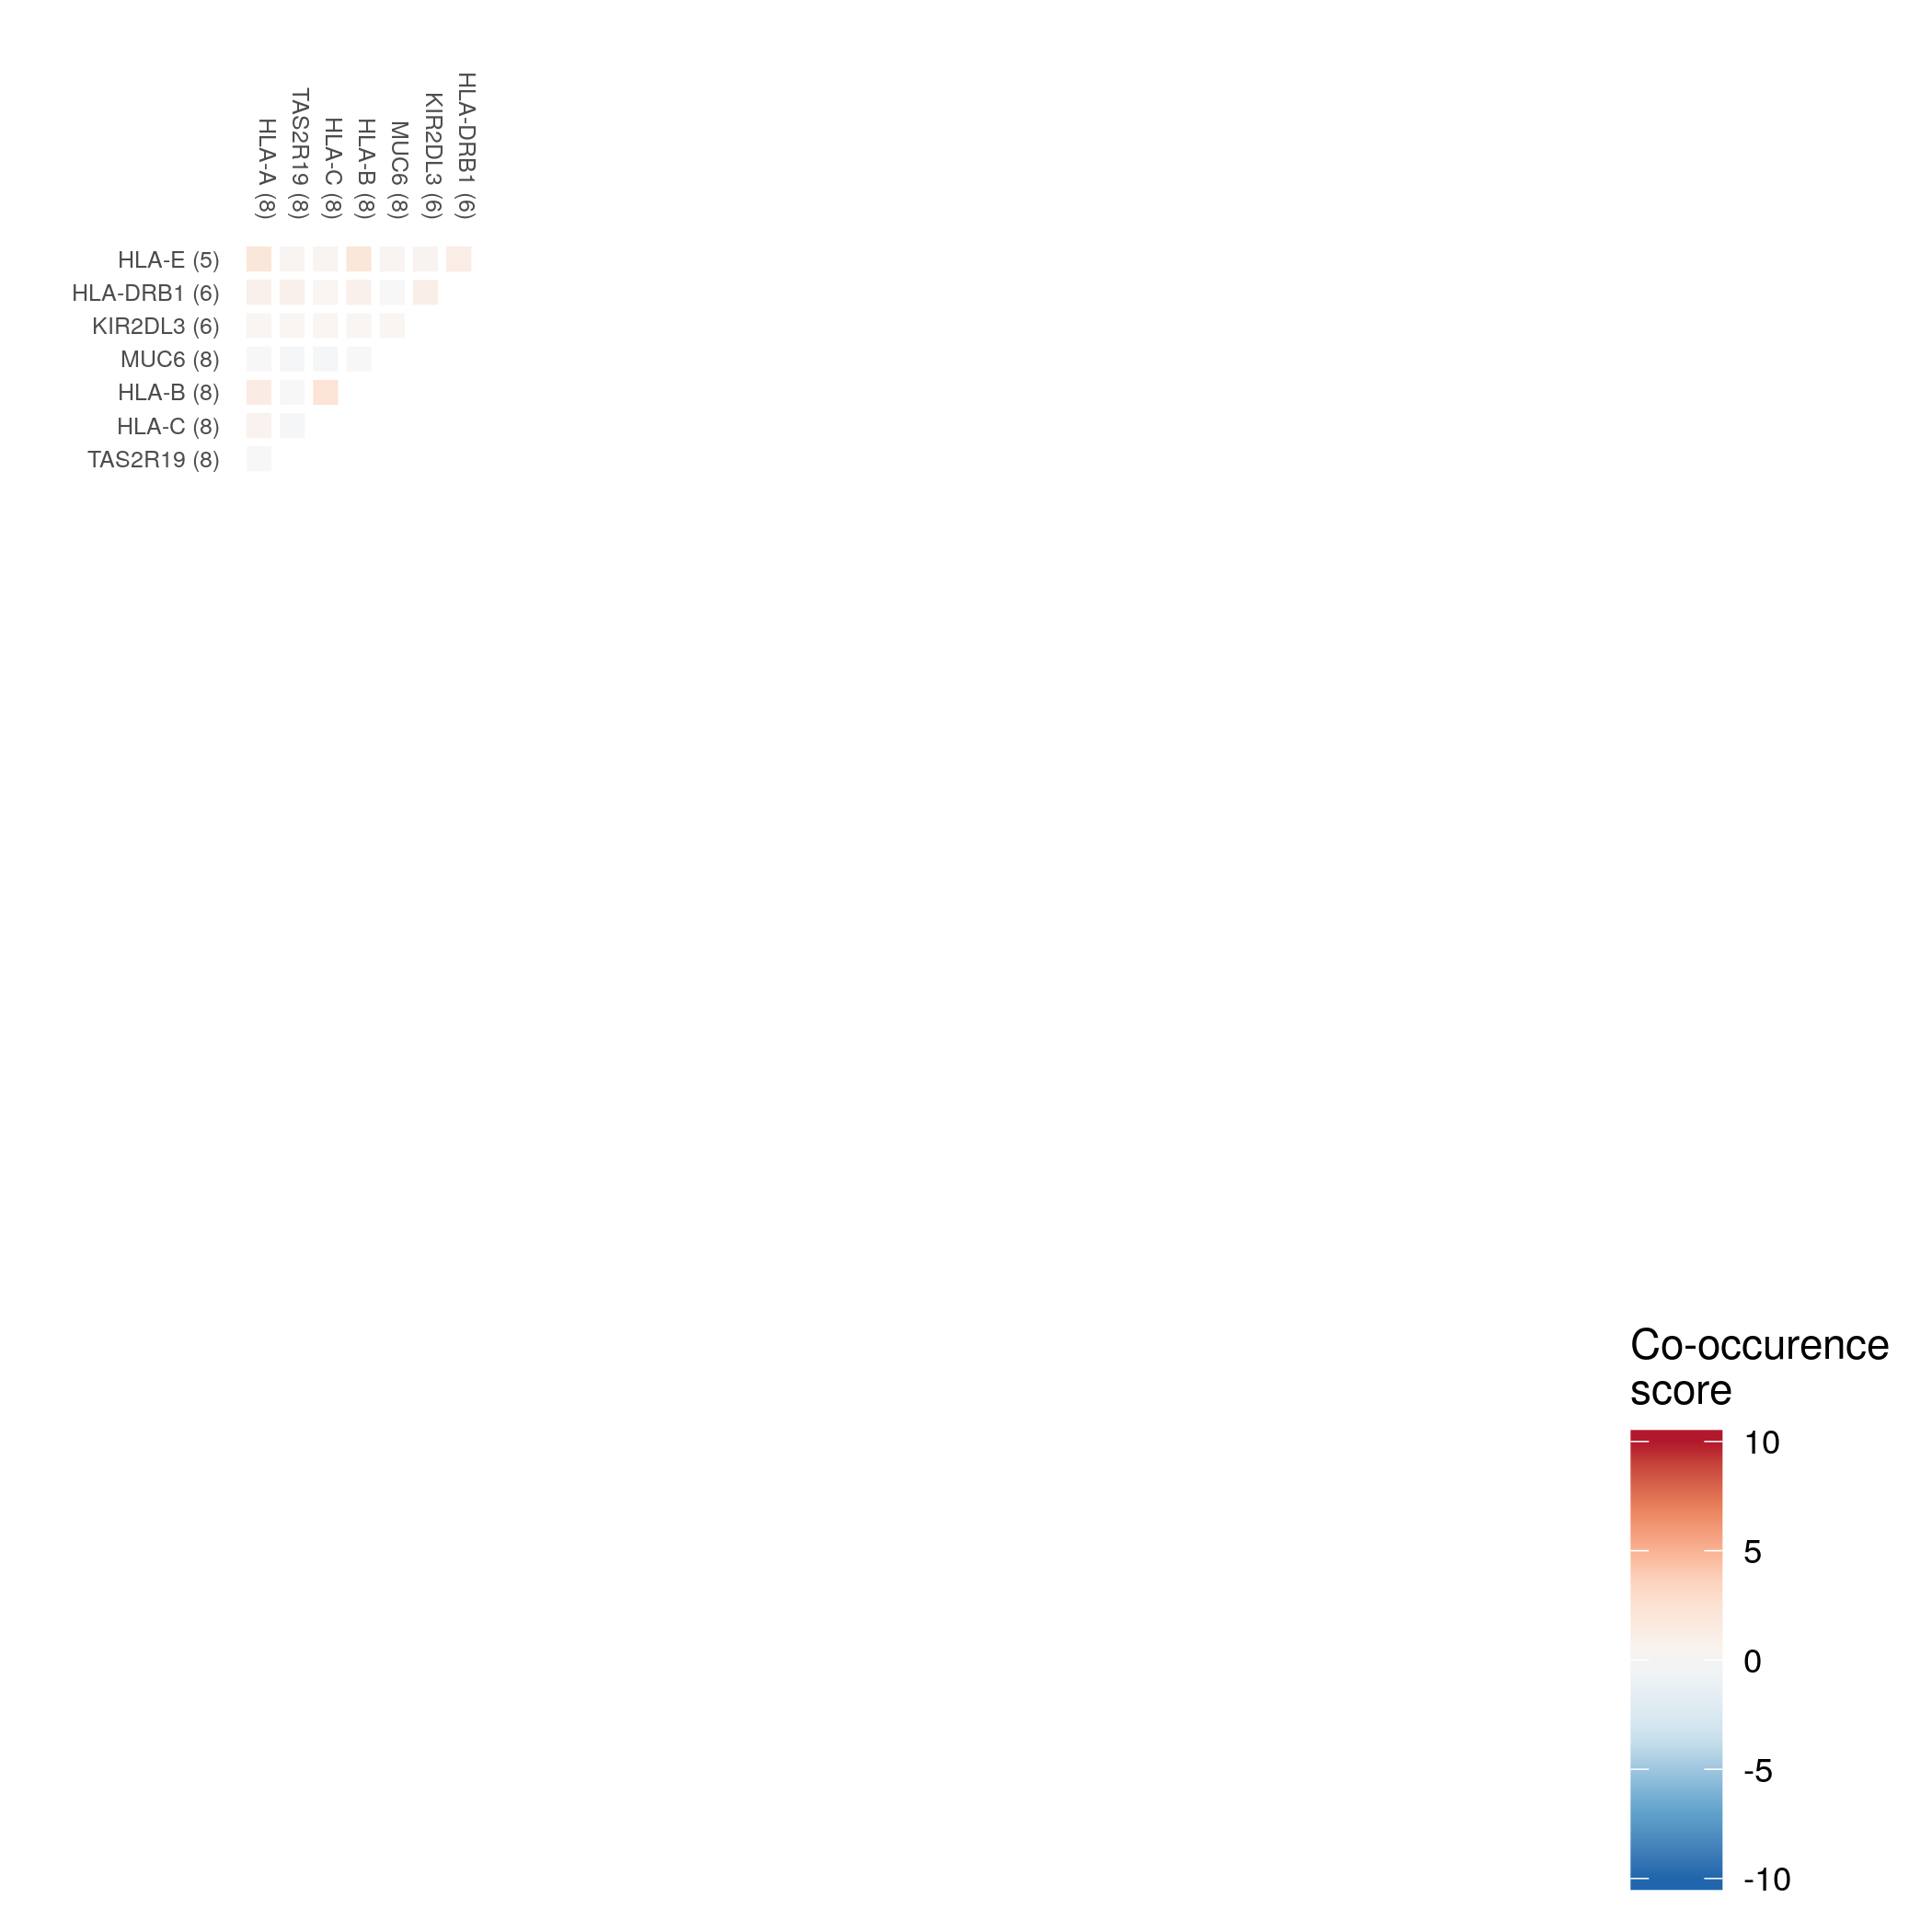 HLA-A (8)
TAS2R19 (8)
HLA-C (8)
HLA-B (8)
MUC6 (8)
KIR2DL3 (6)
HLA-DRB1 (6)
HLA-E (5)
HLA-DRB1 (6)
KIR2DL3 (6)
MUC6 (8)
HLA-B (8)
HLA-C (8)
TAS2R19 (8)
Co-occurence
score
10
5
0
-5
-10